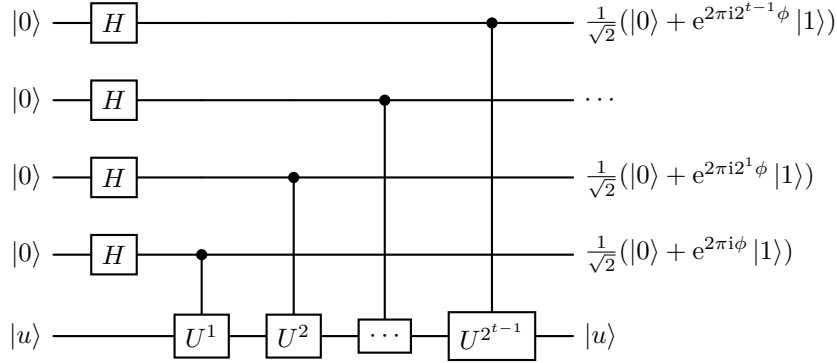 |0⟩ H 1/√2(|0⟩ + e^{2πi2^{t−1}φ} |1⟩)
|0⟩ H ···
|0⟩ H 1/√2(|0⟩ + e^{2πi2^1φ} |1⟩)
|0⟩ H 1/√2(|0⟩ + e^{2πiφ} |1⟩)
|u⟩ U^1 U^2 ··· U^{2^{t−1}} |u⟩